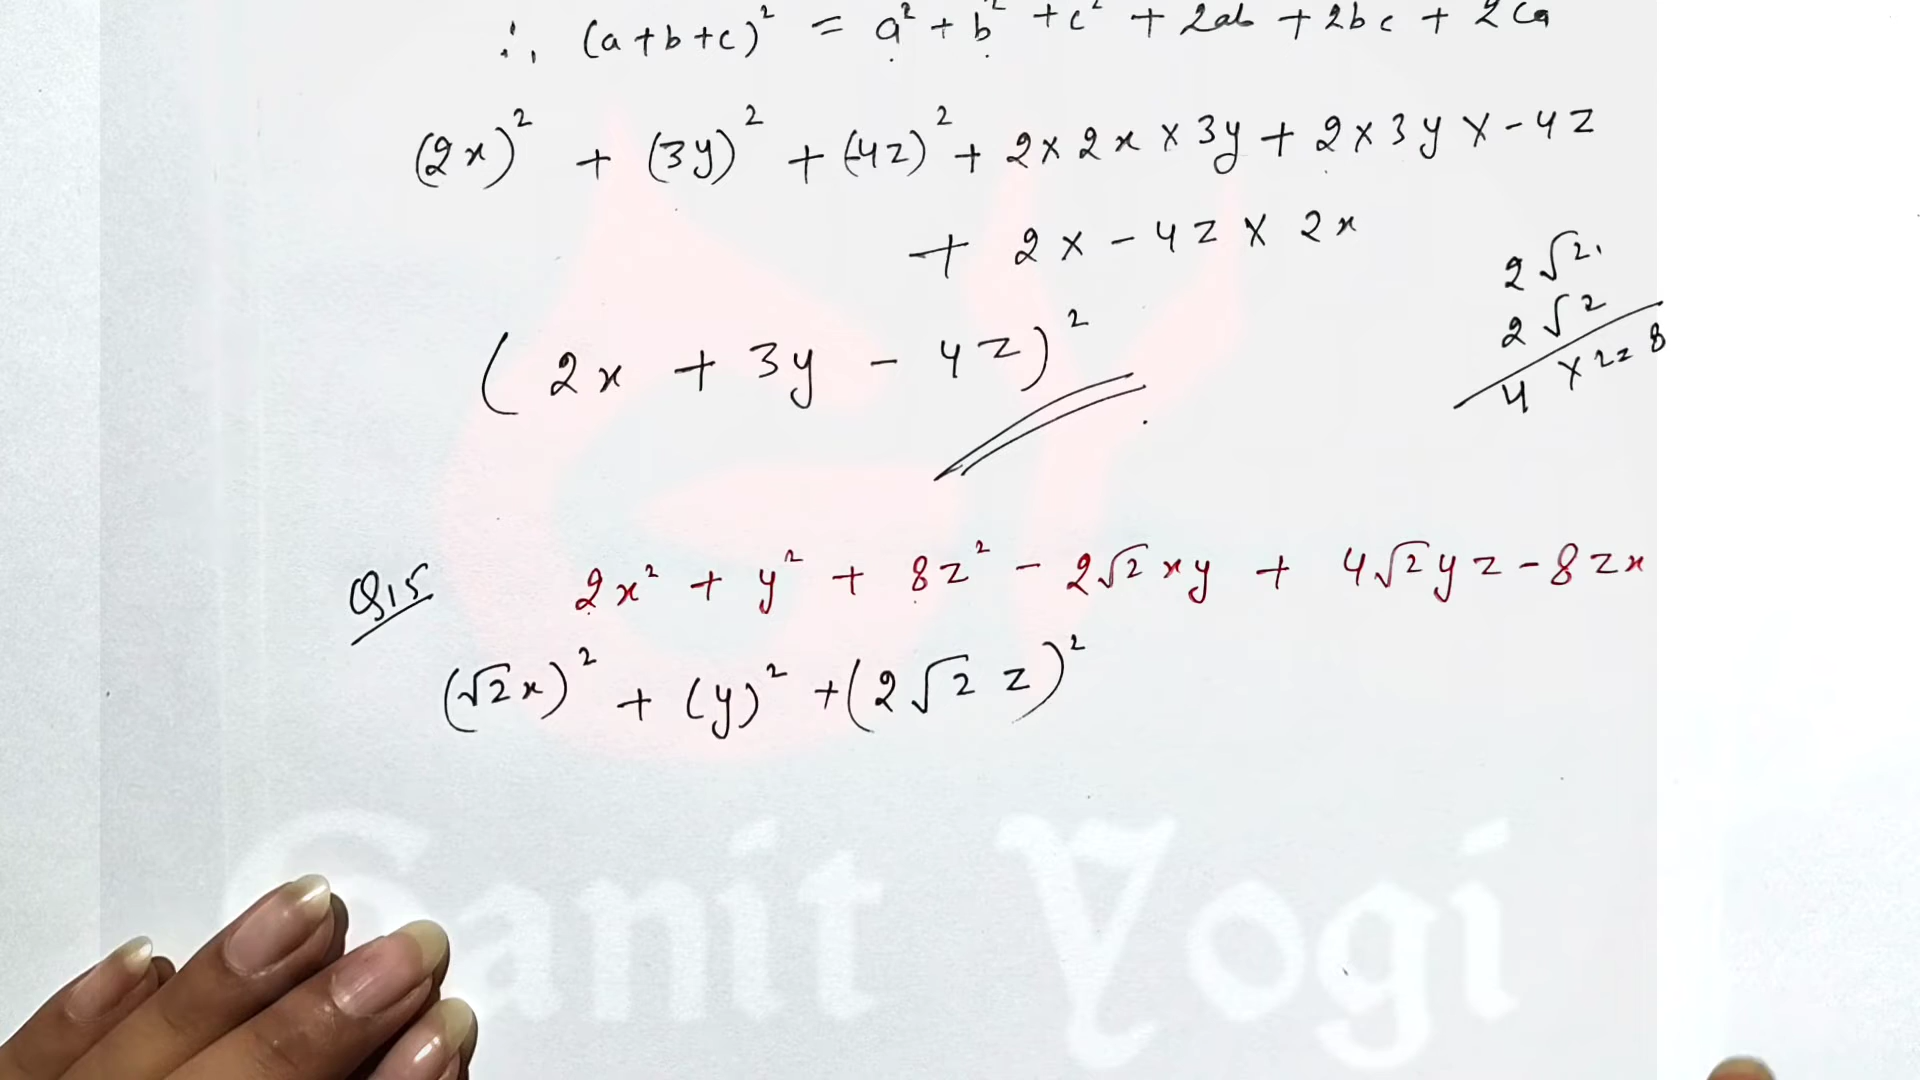 ∴ (a+b+c)² = a² + b² + c² + 2ab + 2bc + 2ca
(2x)² + (3y)² + (-4z)² + 2×2x×3y + 2×3y×-4z
+ 2×-4z×2x
2√2
2√2
4×2=8
(2x + 3y - 4z)²
Q15 2x² + y² + 8z² - 2√2xy + 4√2yz - 8zx
(√2x)² + (y)² + (2√2 z)²
Ganit Yogi